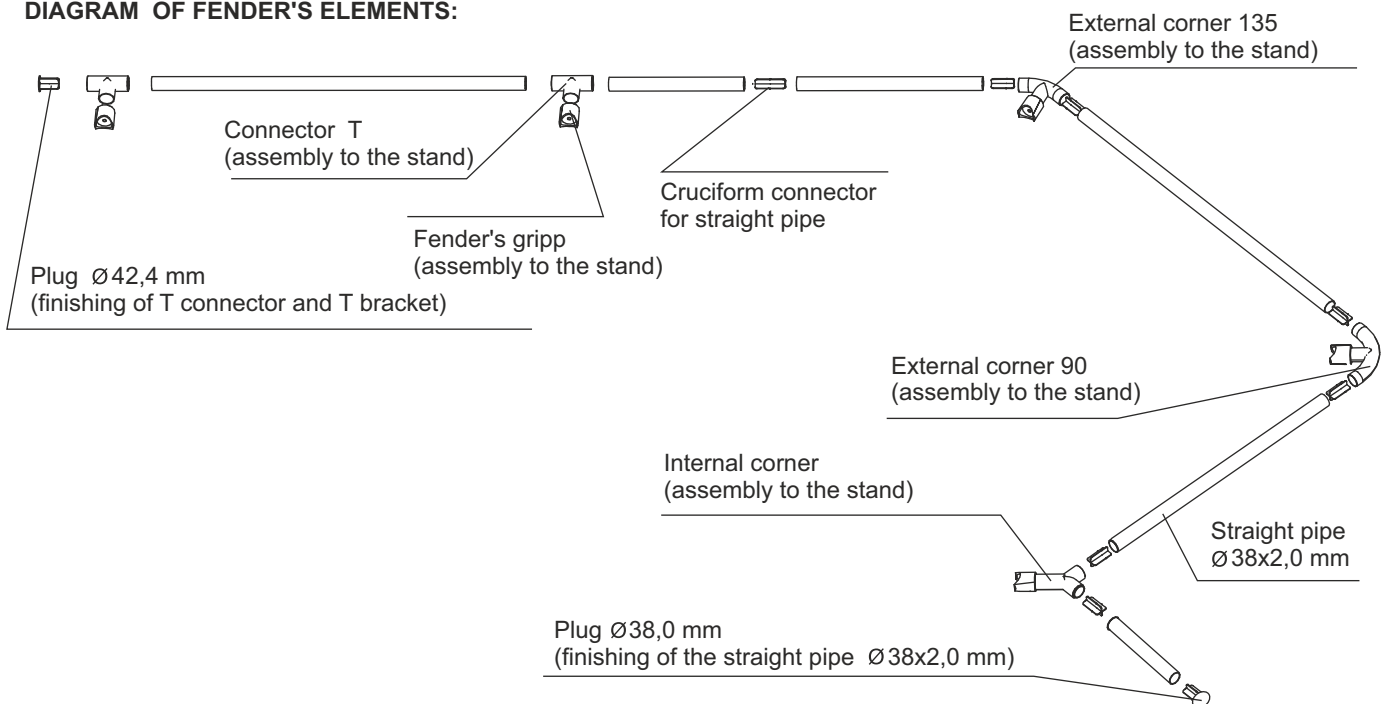 DIAGRAM OF FENDER'S ELEMENTS:
External corner 135
(assembly to the stand)
Connector T
(assembly to the stand)
Cruciform connector
for straight pipe
Fender's gripp
(assembly to the stand)
Plug Ø42,4 mm
(finishing of T connector and T bracket)
External corner 90
(assembly to the stand)
Internal corner
(assembly to the stand)
Straight pipe
Ø38x2,0 mm
Plug Ø38,0 mm
(finishing of the straight pipe Ø38x2,0 mm)